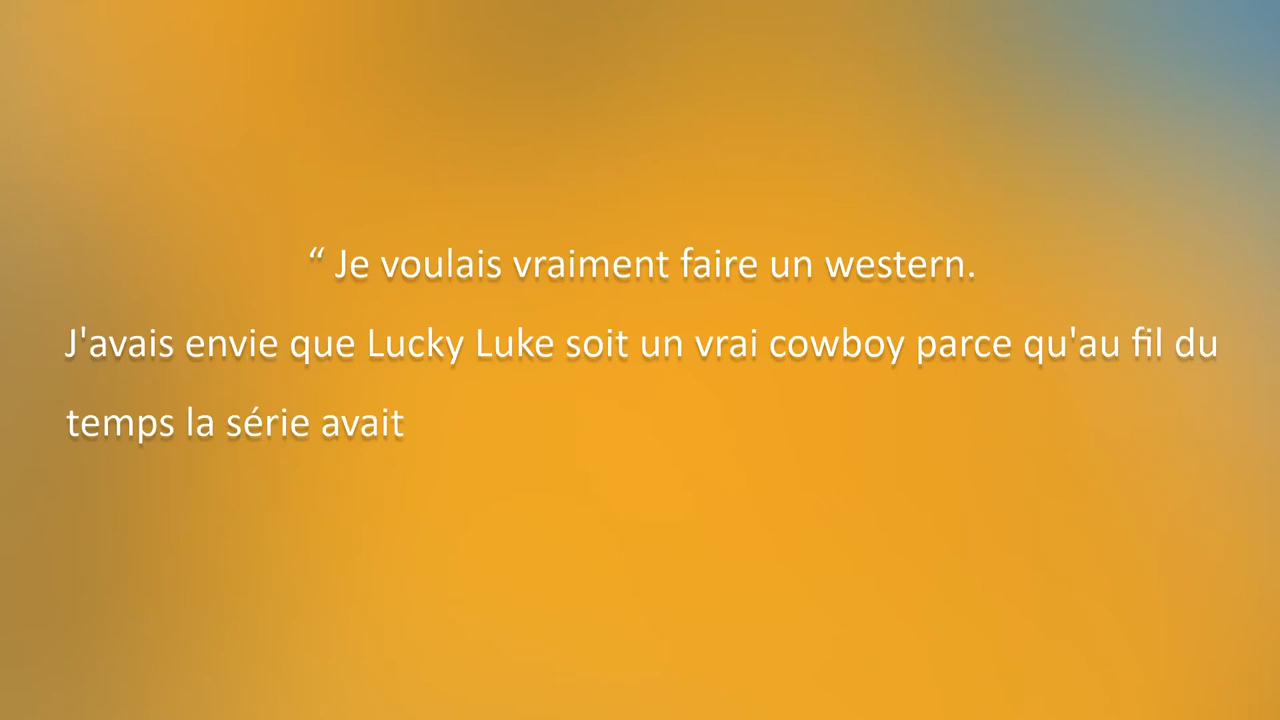 “ Je voulais vraiment faire un western.
J'avais envie que Lucky Luke soit un vrai cowboy parce qu'au fil du
temps la série avait